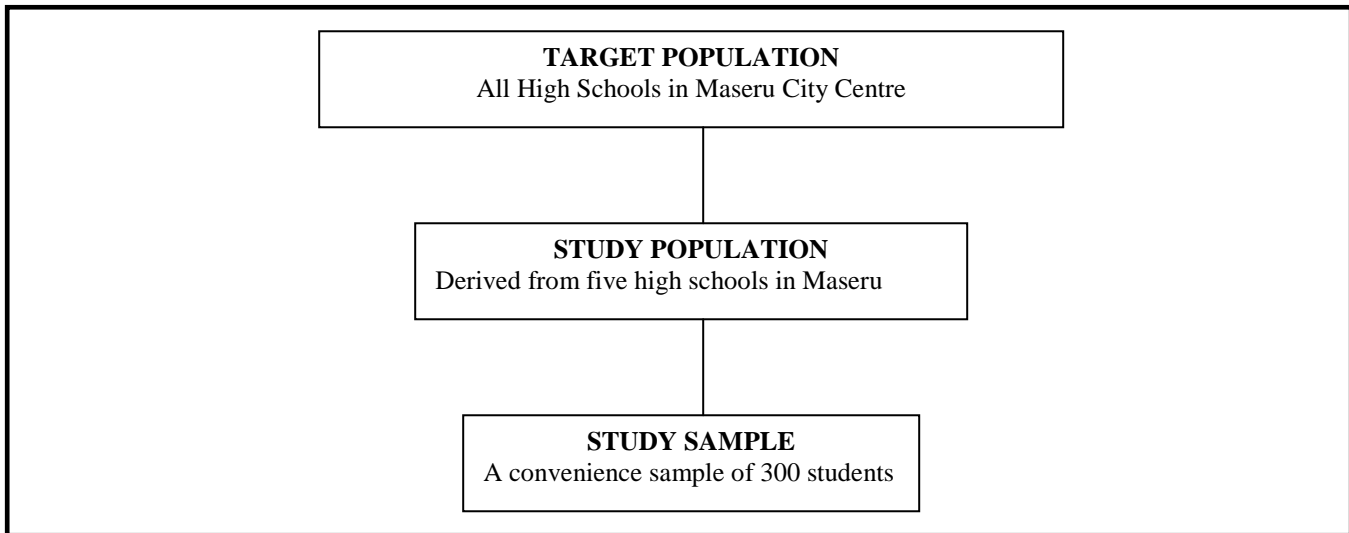 TARGET POPULATION
All High Schools in Maseru City Centre
STUDY POPULATION
Derived from five high schools in Maseru
STUDY SAMPLE
A convenience sample of 300 students